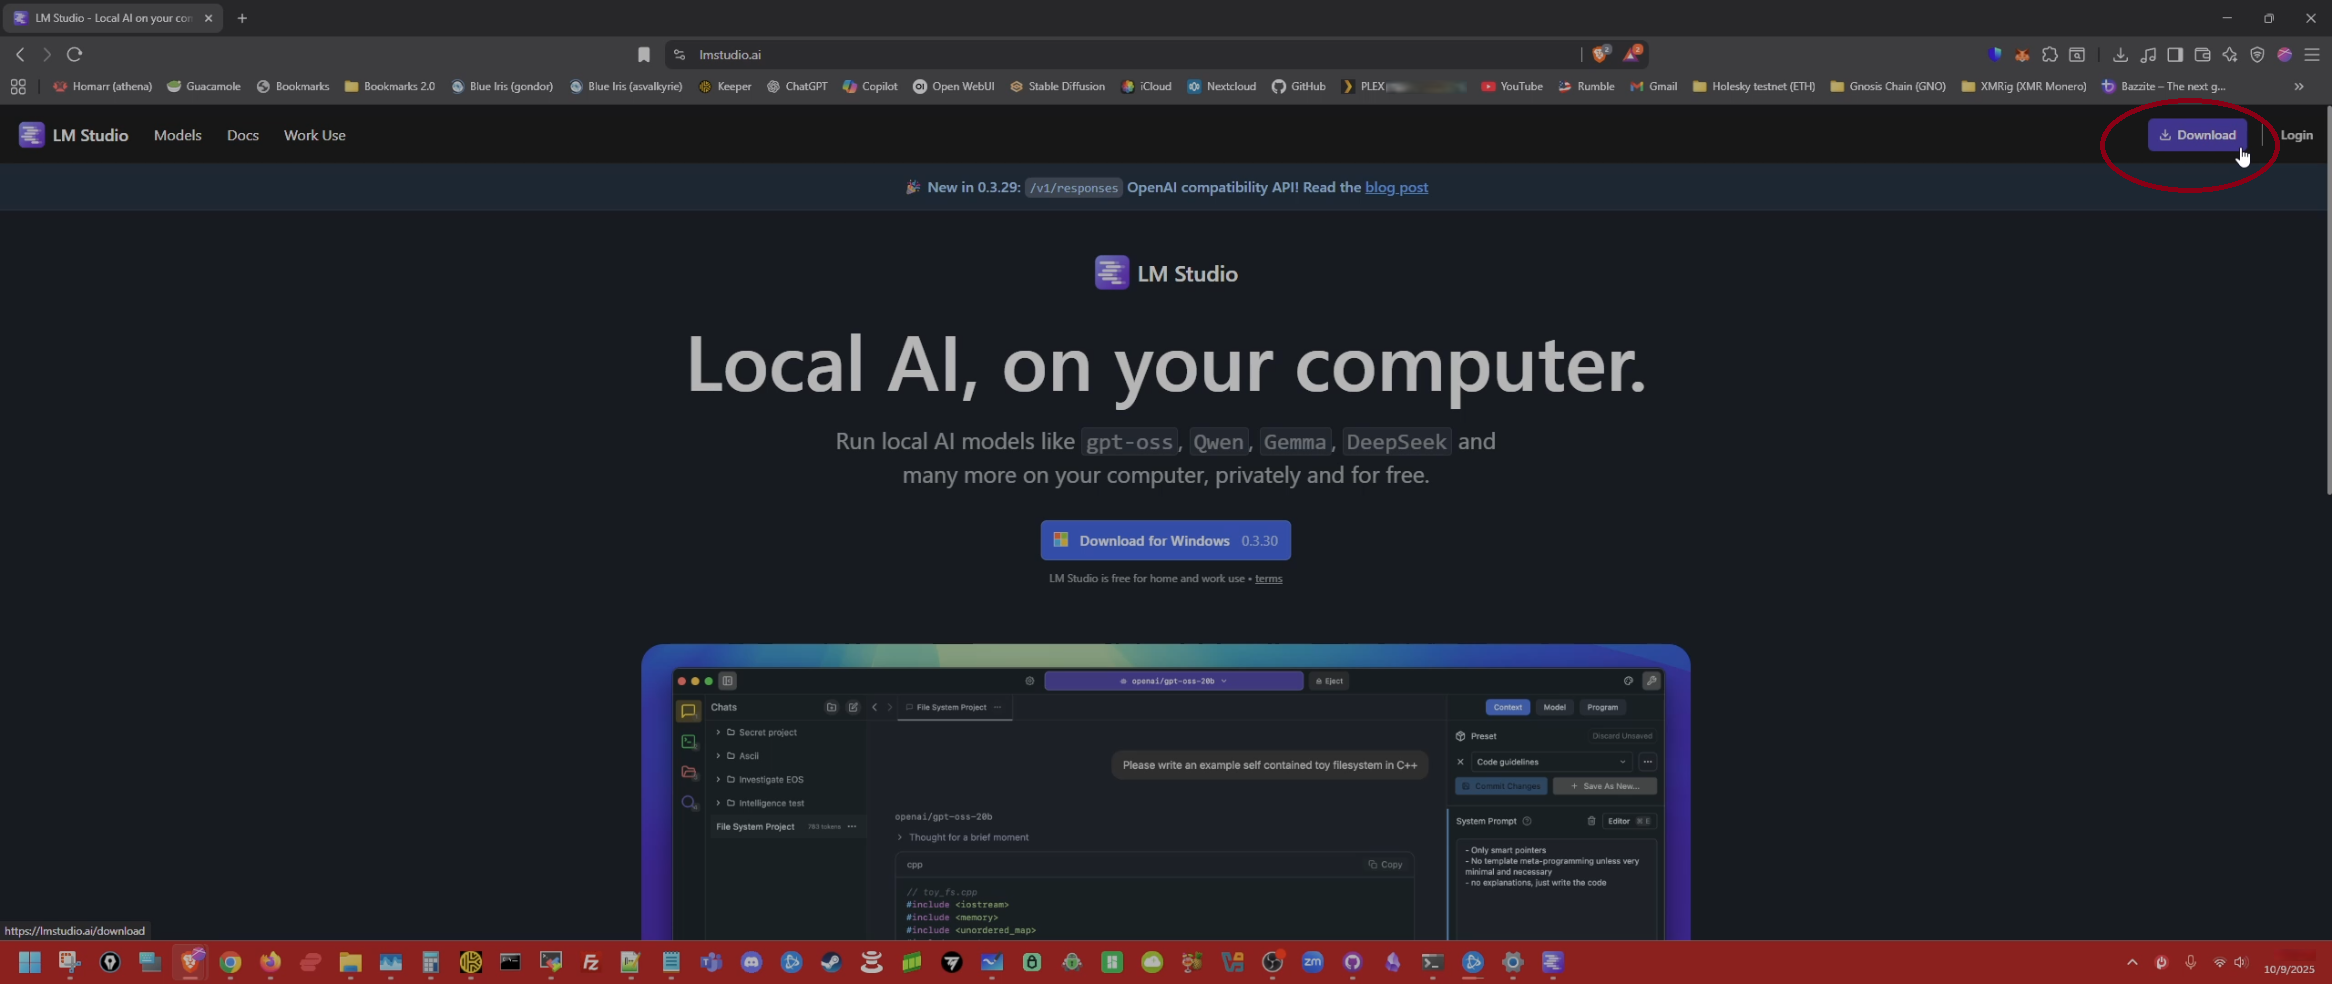 LM Studio - Local AI on your con
lmstudio.ai
2
2
Homarr (athena) Guacamole Bookmarks Bookmarks 2.0 Blue Iris (gondor) Blue Iris (asvalkyrie) Keeper ChatGPT Copilot Open WebUI Stable Diffusion iCloud Nextcloud GitHub PLEX YouTube Rumble Gmail Holesky testnet (ETH) Gnosis Chain (GNO) XMRig (XMR Monero) Bazzite – The next g...
LM Studio Models Docs Work Use Download Login
New in 0.3.29: /v1/responses OpenAI compatibility API! Read the blog post
LM Studio
Local AI, on your computer.
Run local AI models like gpt-oss, Qwen, Gemma, DeepSeek and
many more on your computer, privately and for free.
Download for Windows 0.3.30
LM Studio is free for home and work use • terms
openai/gpt-oss-20b Eject
Chats File System Project ... Context Model Program
Secret project
Ascii
Investigate EOS
Intelligence test
File System Project 763 tokens ...
Please write an example self contained toy filesystem in C++
openai/gpt-oss-20b
Thought for a brief moment
cpp Copy
// toy_fs.cpp
#include <iostream>
#include <memory>
#include <unordered_map>
Preset Discard Unsaved
Code guidelines
Commit Changes + Save As New...
System Prompt Editor ⌘ E
- Only smart pointers
- No template meta-programming unless very
minimal and necessary
- no explanations, just write the code
https://lmstudio.ai/download
zm
10/9/2025